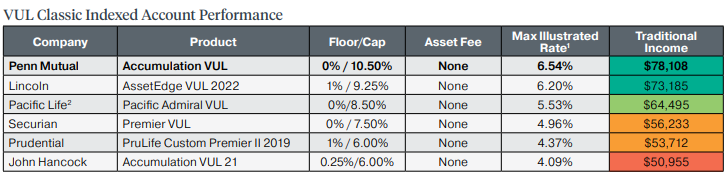 VUL Classic Indexed Account Performance
Company Product Floor/Cap Asset Fee Max Illustrated Rate¹ Traditional Income
Penn Mutual Accumulation VUL 0% / 10.50% None 6.54% $78,108
Lincoln AssetEdge VUL 2022 1% / 9.25% None 6.20% $73,185
Pacific Life² Pacific Admiral VUL 0%/8.50% None 5.53% $64,495
Securian Premier VUL 0% / 7.50% None 4.96% $56,233
Prudential PruLife Custom Premier II 2019 1% / 6.00% None 4.37% $53,712
John Hancock Accumulation VUL 21 0.25%/6.00% None 4.09% $50,955